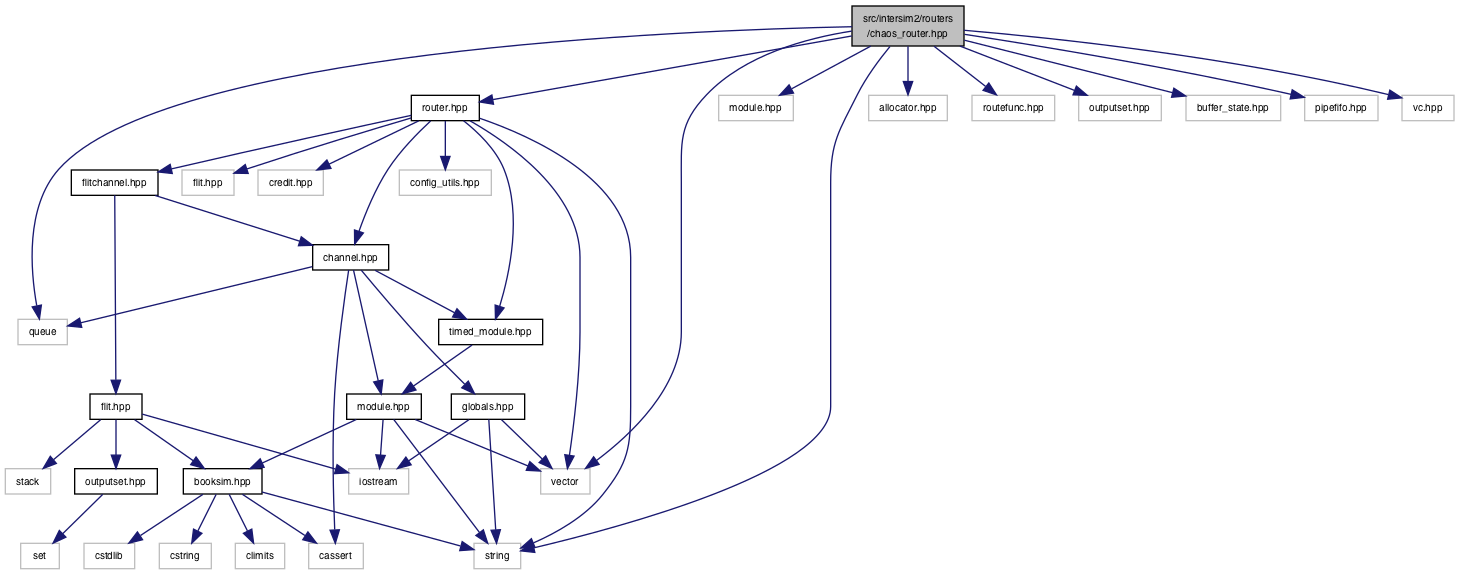 src/intersim2/routers
/chaos_router.hpp
router.hpp
module.hpp
allocator.hpp
routefunc.hpp
outputset.hpp
buffer_state.hpp
pipefifo.hpp
vc.hpp
flitchannel.hpp
flit.hpp
credit.hpp
config_utils.hpp
channel.hpp
queue
timed_module.hpp
flit.hpp
module.hpp
globals.hpp
stack
outputset.hpp
booksim.hpp
iostream
vector
set
cstdlib
cstring
climits
cassert
string